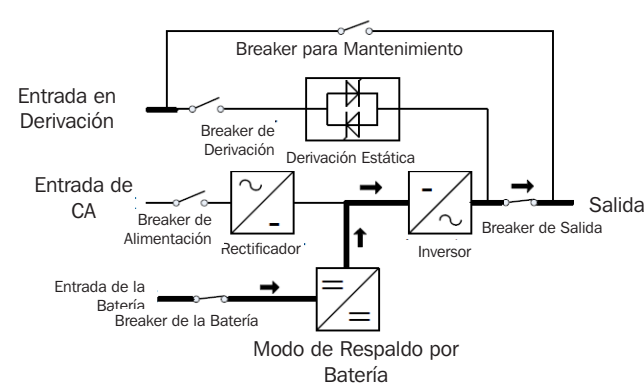 Breaker para Mantenimiento
Entrada en
Derivación
Breaker de
Derivación
Derivación Estática
Entrada de
CA
Breaker de
Alimentación
Rectificador
Inversor
Breaker de Salida
Salida
Entrada de la
Batería
Breaker de la Batería
Modo de Respaldo por
Batería